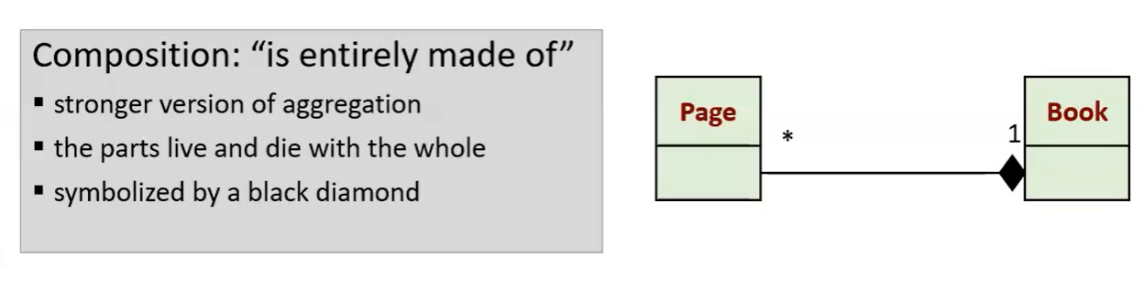 Composition: “is entirely made of”
▪ stronger version of aggregation
▪ the parts live and die with the whole
▪ symbolized by a black diamond
Page
*
1
Book